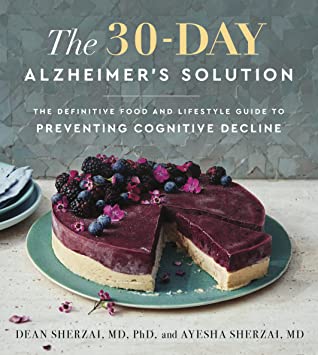 The 30-DAY
ALZHEIMER'S SOLUTION
THE DEFINITIVE FOOD AND LIFESTYLE GUIDE TO
PREVENTING COGNITIVE DECLINE
DEAN SHERZAI, MD, PhD, and AYESHA SHERZAI, MD